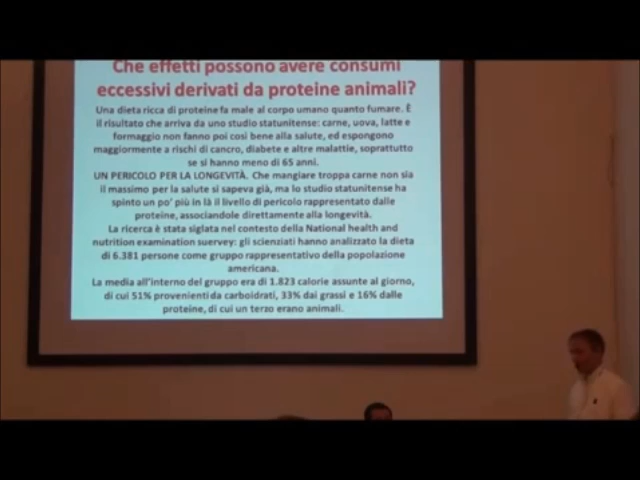 Che effetti possono avere consumi
eccessivi derivati da proteine animali?
Una dieta ricca di proteine fa male al corpo umano quanto fumare. È
il risultato che arriva da uno studio statunitense: carne, uova, latte e
formaggio non fanno poi così bene alla salute, ed espongono
maggiormente a rischi di cancro, diabete e altre malattie, soprattutto
se si hanno meno di 65 anni.
UN PERICOLO PER LA LONGEVITÀ. Che mangiare troppa carne non sia
il massimo per la salute si sapeva già, ma lo studio statunitense ha
spinto un po' più in là il livello di pericolo rappresentato dalle
proteine, associandole direttamente alla longevità.
La ricerca è stata siglata nel contesto della National health and
nutrition examination suervey: gli scienziati hanno analizzato la dieta
di 6.381 persone come gruppo rappresentativo della popolazione
americana.
La media all'interno del gruppo era di 1.823 calorie assunte al giorno,
di cui 51% provenienti da carboidrati, 33% dai grassi e 16% dalle
proteine, di cui un terzo erano animali.